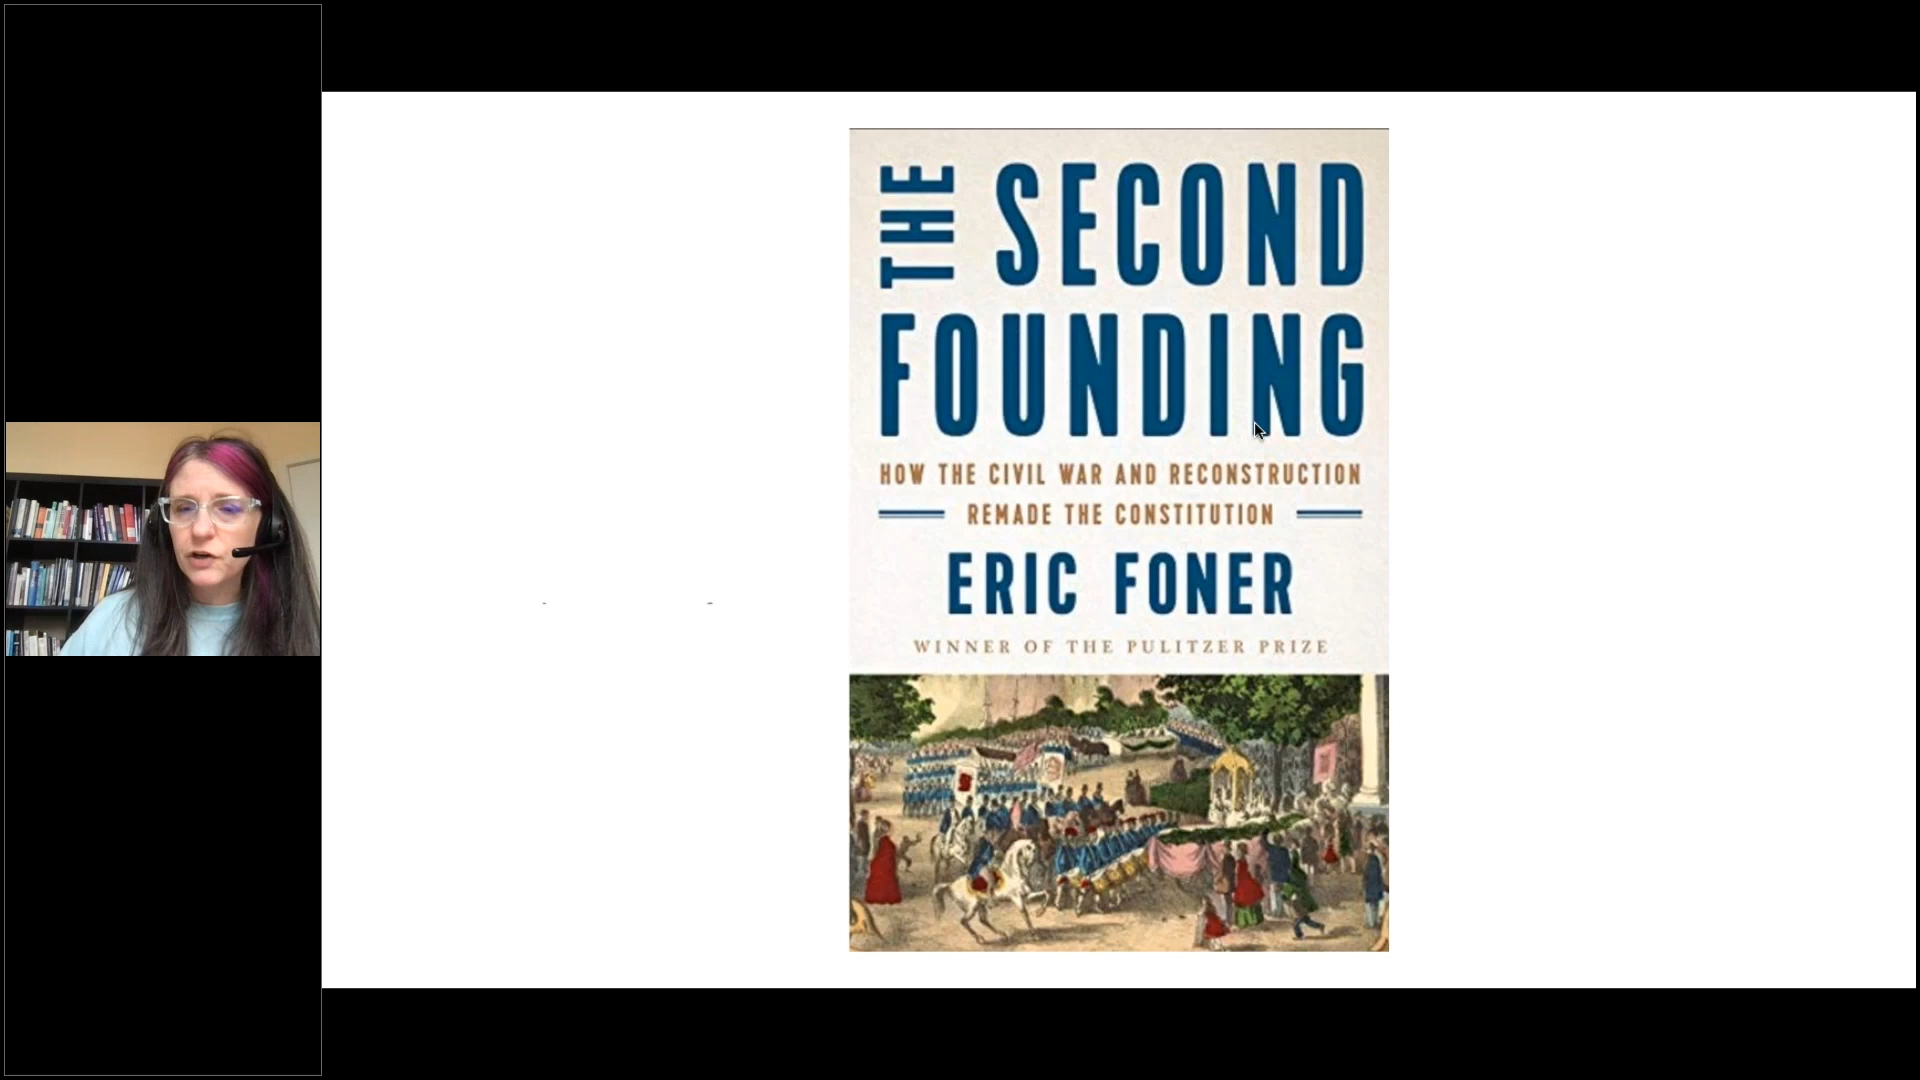 THE SECOND
FOUNDING
HOW THE CIVIL WAR AND RECONSTRUCTION
REMADE THE CONSTITUTION
ERIC FONER
WINNER OF THE PULITZER PRIZE